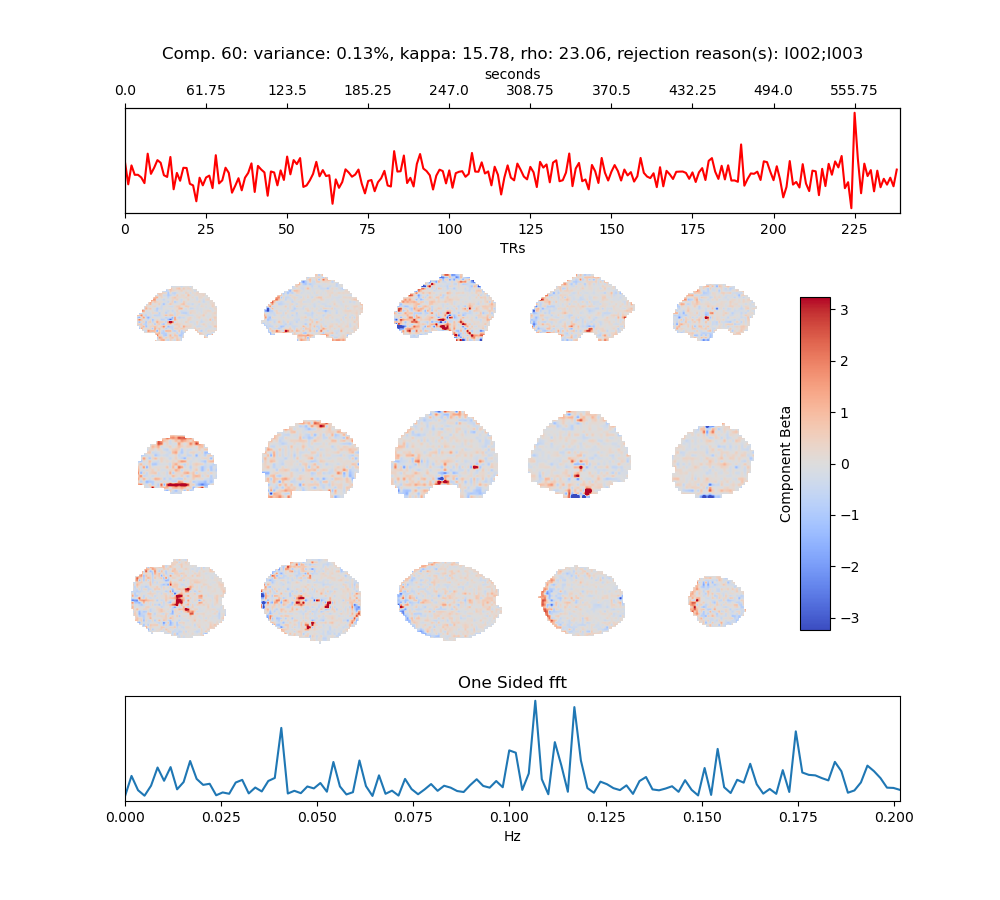 Comp. 60: variance: 0.13%, kappa: 15.78, rho: 23.06, rejection reason(s): I002;I003
seconds
0.0 61.75 123.5 185.25 247.0 308.75 370.5 432.25 494.0 555.75
0 25 50 75 100 125 150 175 200 225
TRs
3
2
1
0
−1
−2
−3
Component Beta
One Sided fft
0.000 0.025 0.050 0.075 0.100 0.125 0.150 0.175 0.200
Hz